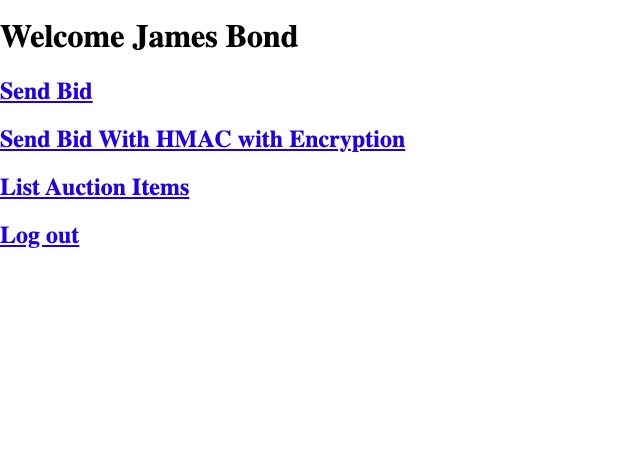 Welcome James Bond
Send Bid
Send Bid With HMAC with Encryption
List Auction Items
Log out